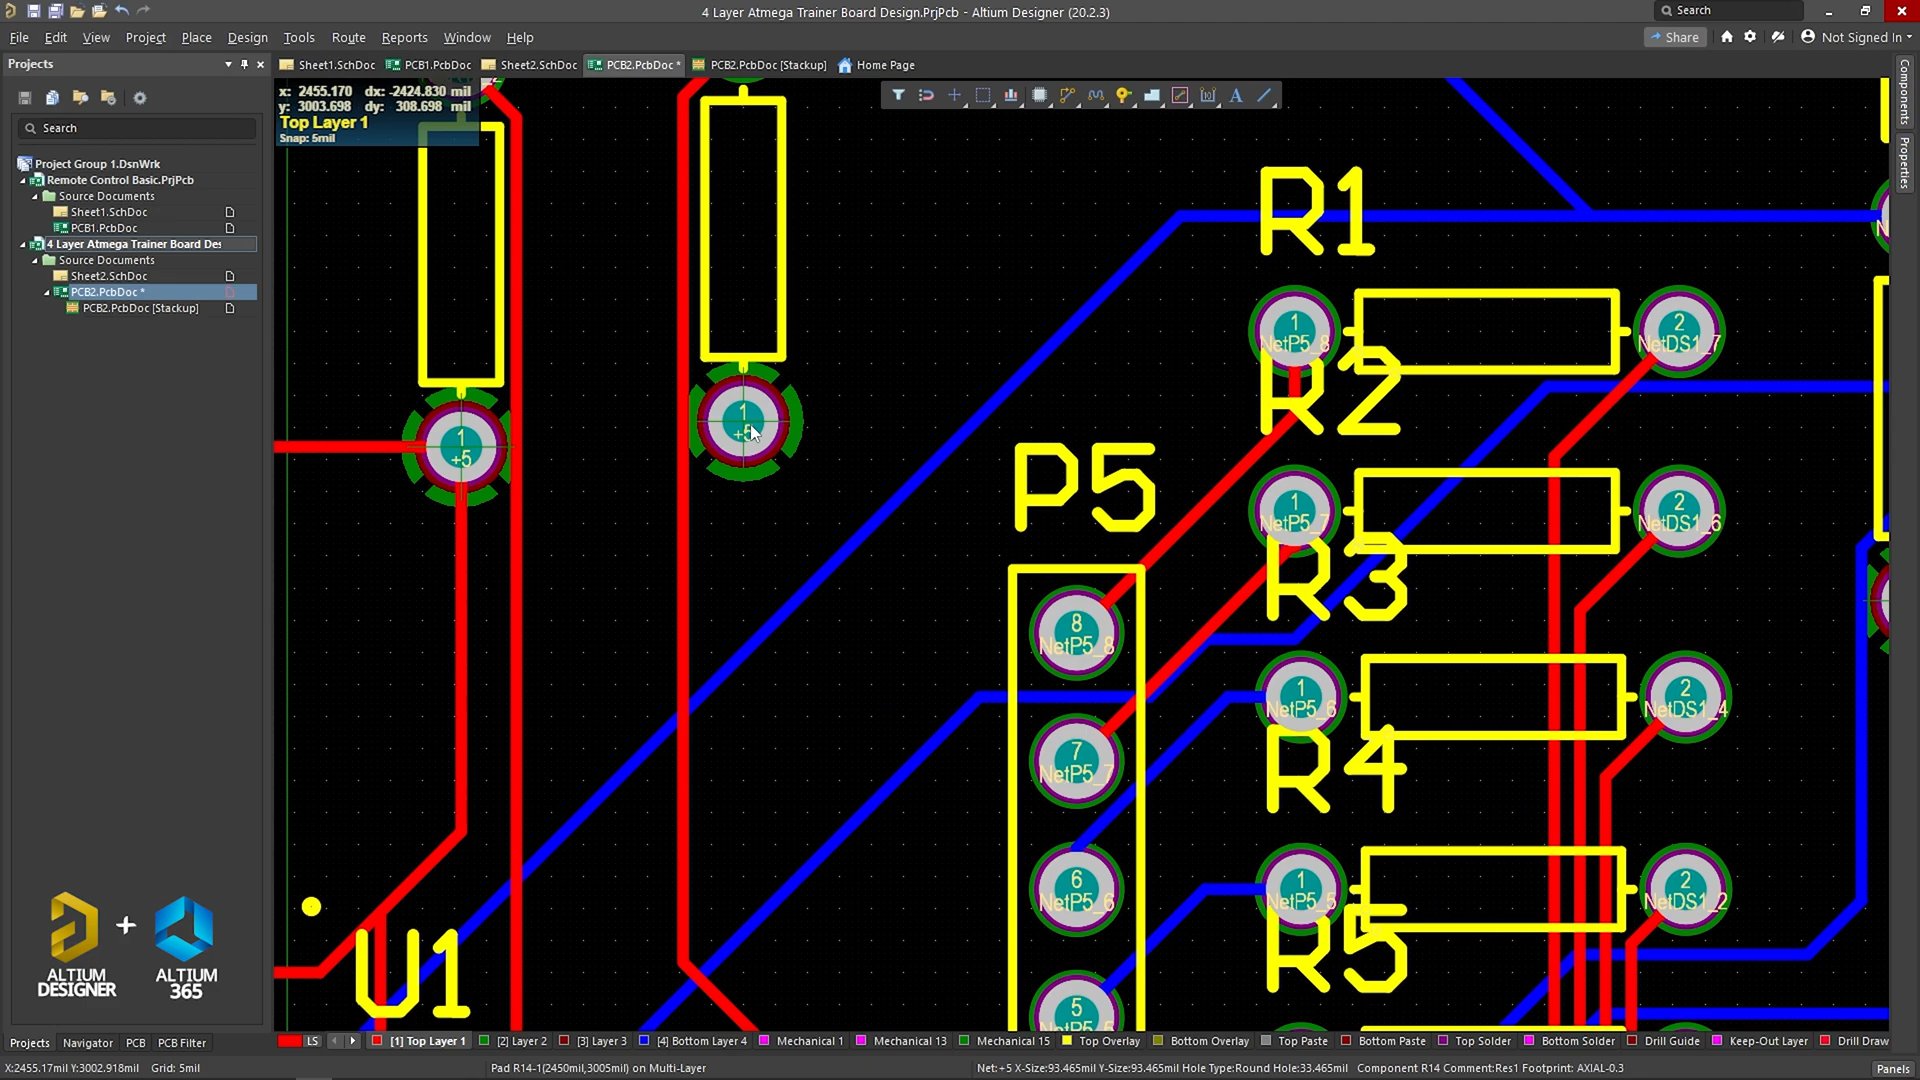 4 Layer Atmega Trainer Board Design.PrjPcb - Altium Designer (20.2.3)
Search
File Edit View Project Place Design Tools Route Reports Window Help
Share
Not Signed In
Projects
Sheet1.SchDoc PCB1.PcbDoc Sheet2.SchDoc PCB2.PcbDoc * PCB2.PcbDoc [Stackup] Home Page
Components
Properties
x: 2455.170 dx: -2424.830 mil
y: 3003.698 dy: 308.698 mil
Top Layer 1
Snap: 5mil
Search
Project Group 1.DsnWrk
Remote Control Basic.PrjPcb
Source Documents
Sheet1.SchDoc
PCB1.PcbDoc
4 Layer Atmega Trainer Board Des
Source Documents
Sheet2.SchDoc
PCB2.PcbDoc *
PCB2.PcbDoc [Stackup]
R1
1
NetP5_8
2
NetDS1_7
R2
1
+5
1
P5
1
NetP5_7
2
NetDS1_6
R3
8
NetP5_8
1
NetP5_6
2
NetDS1_4
7
NetP5_7
R4
6
NetP5_6
1
NetP5_5
2
NetDS1_2
R5
U1
5
ALTIUM DESIGNER
+
ALTIUM 365
Projects Navigator PCB PCB Filter
LS [1] Top Layer 1 [2] Layer 2 [3] Layer 3 [4] Bottom Layer 4 Mechanical 1 Mechanical 13 Mechanical 15 Top Overlay Bottom Overlay Top Paste Bottom Paste Top Solder Bottom Solder Drill Guide Keep-Out Layer Drill Draw
X:2455.17mil Y:3002.918mil Grid: 5mil
Pad R14-1(2450mil,3005mil) on Multi-Layer
Net:+5 X-Size:93.465mil Y-Size:93.465mil Hole Type:Round Hole:33.465mil Component R14 Comment:Res1 Footprint: AXIAL-0.3
Panels